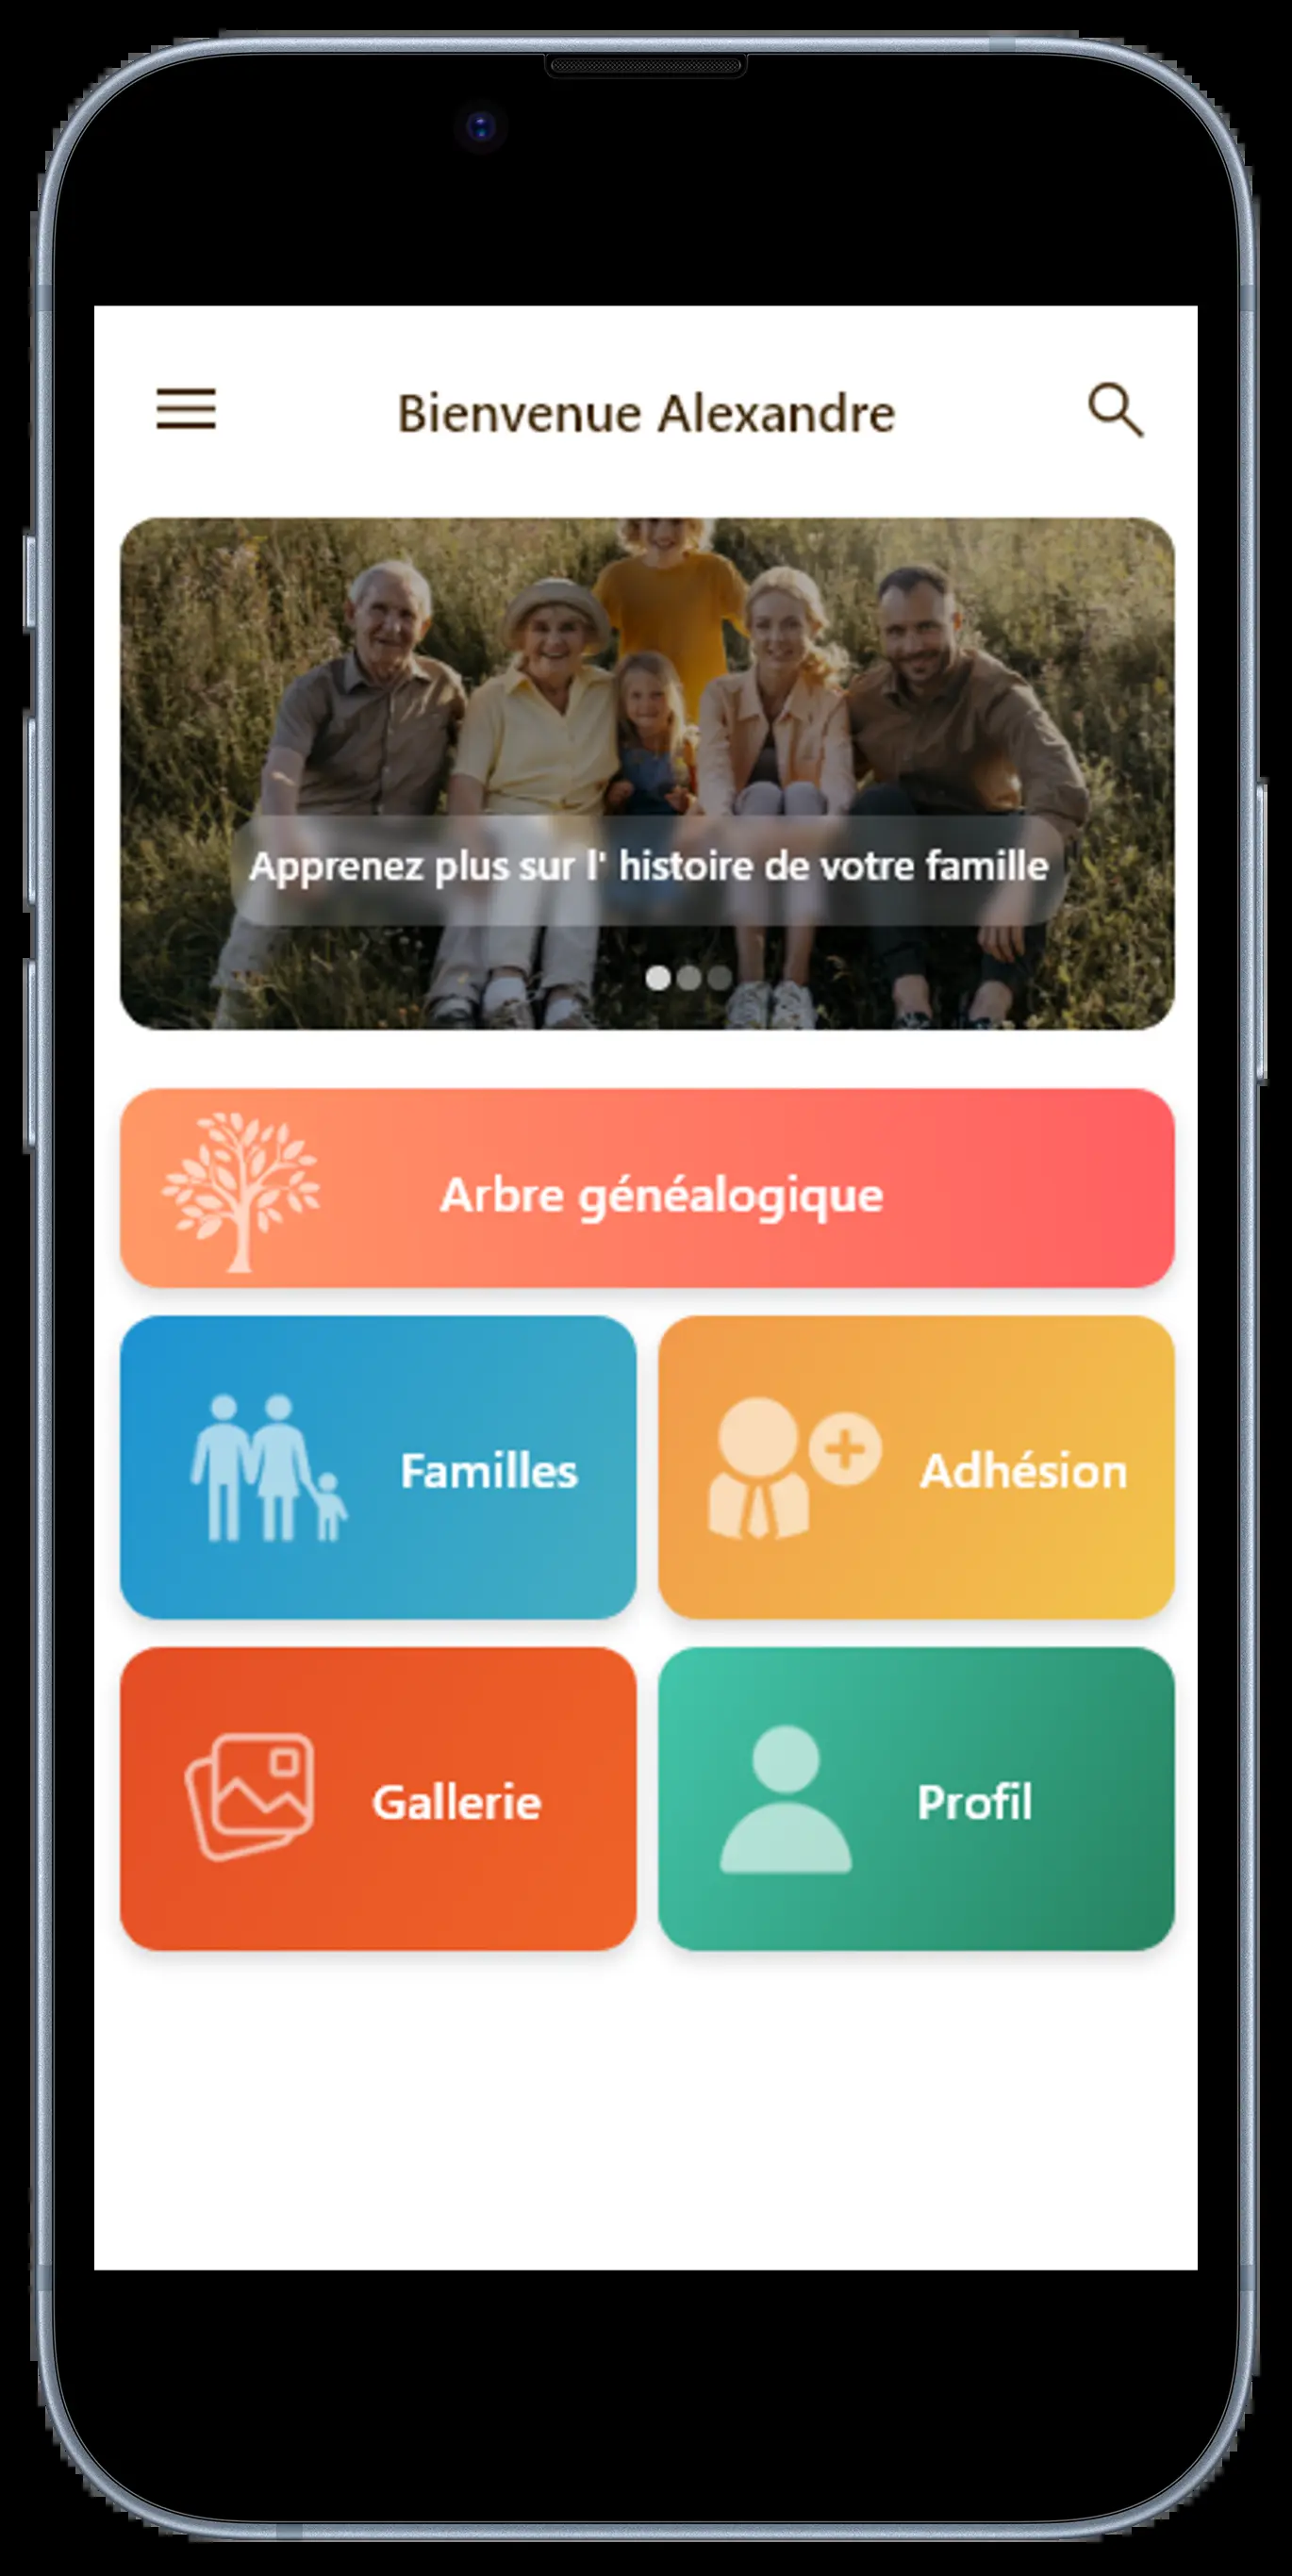 Bienvenue Alexandre
Apprenez plus sur l' histoire de votre famille
Arbre généalogique
Familles
Adhésion
Gallerie
Profil